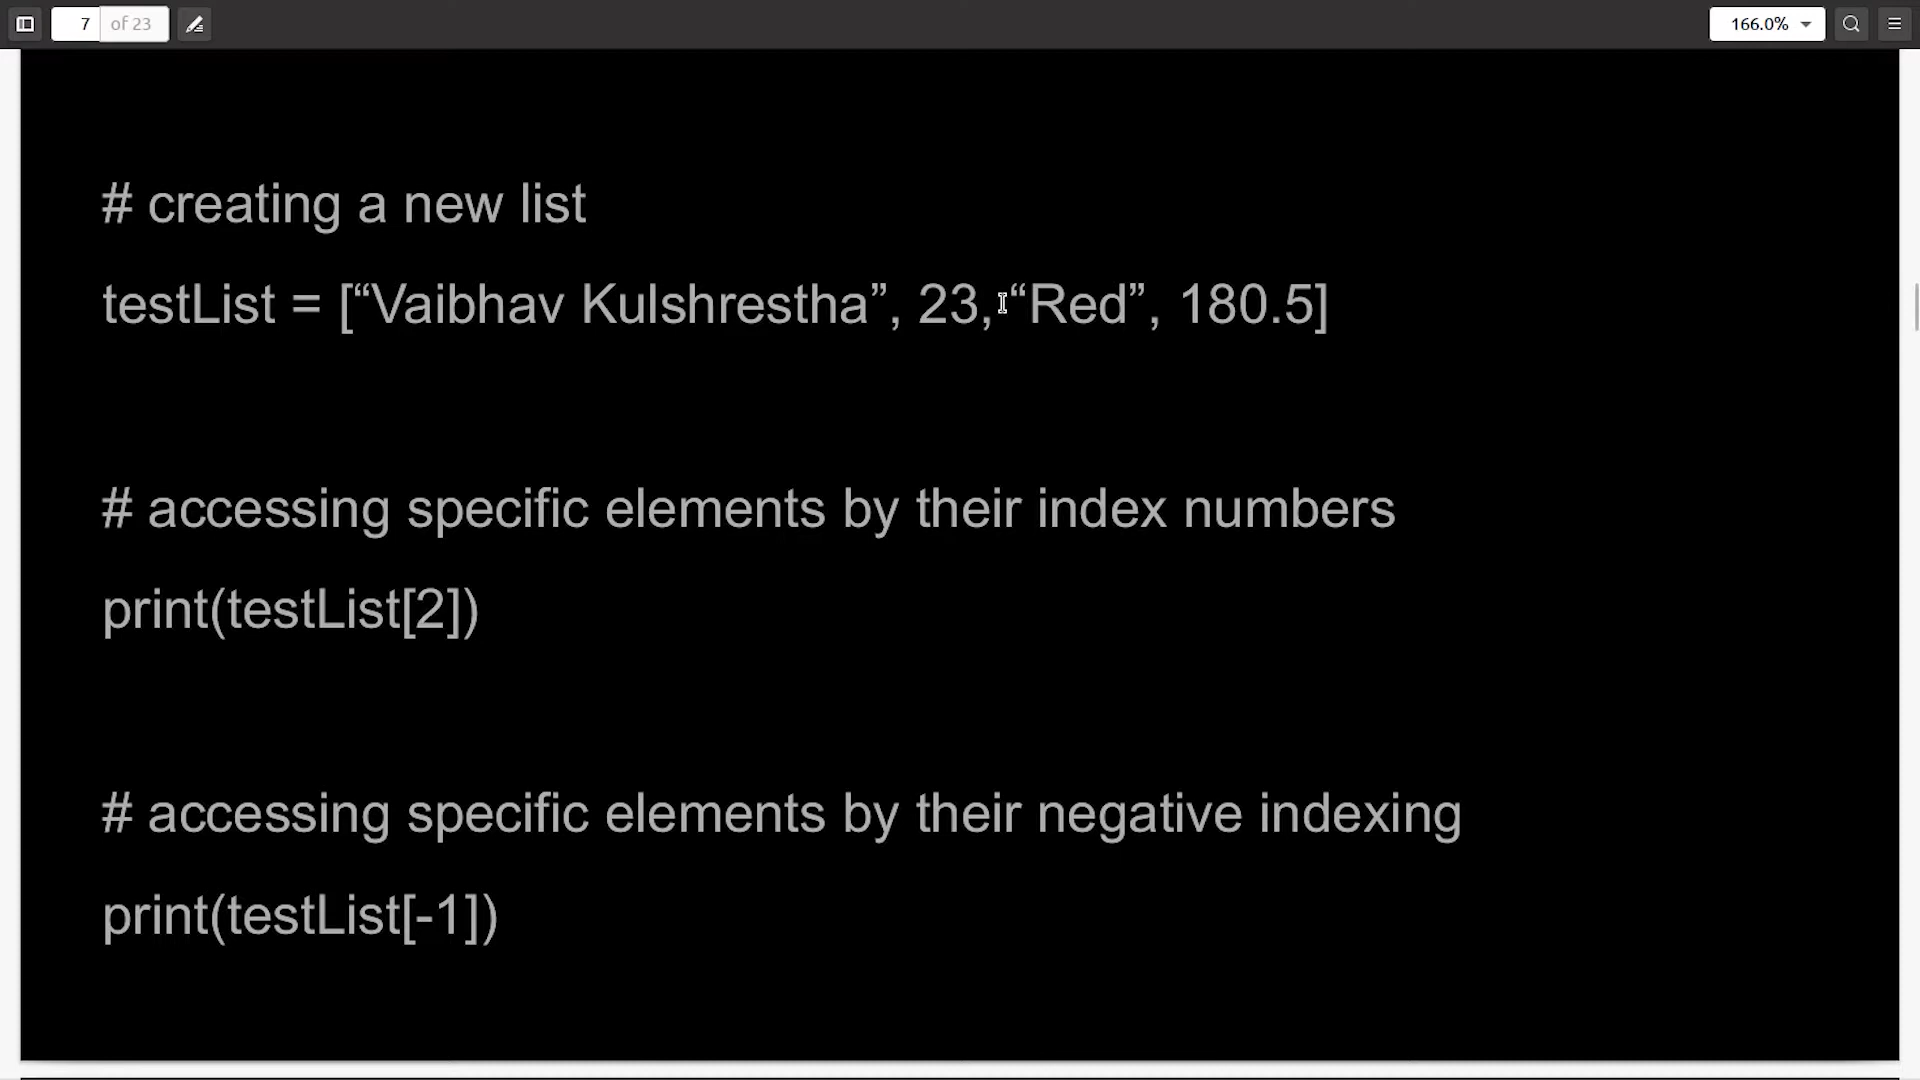 7 of 23
166.0%
# creating a new list
testList = [“Vaibhav Kulshrestha”, 23, “Red”, 180.5]
# accessing specific elements by their index numbers
print(testList[2])
# accessing specific elements by their negative indexing
print(testList[-1])